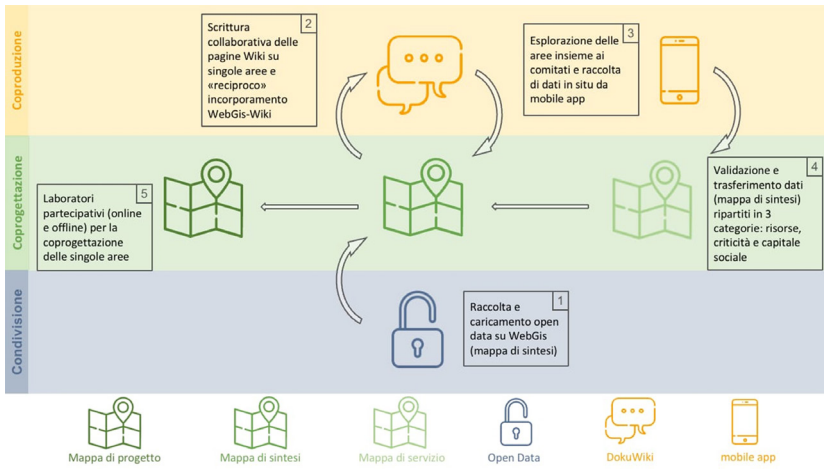 Coproduzione
2
Scrittura
collaborativa delle
pagine Wiki su
singole aree e
«reciproco»
incorporamento
WebGis-Wiki
3
Esplorazione delle
aree insieme ai
comitati e raccolta
di dati in situ da
mobile app
Coprogettazione
5
Laboratori
partecipativi (online
e offline) per la
coprogettazione
delle singole aree
4
Validazione e
trasferimento dati
(mappa di sintesi)
ripartiti in 3
categorie: risorse,
criticità e capitale
sociale
Condivisione
1
Raccolta e
caricamento open
data su WebGis
(mappa di sintesi)
Mappa di progetto
Mappa di sintesi
Mappa di servizio
Open Data
DokuWiki
mobile app